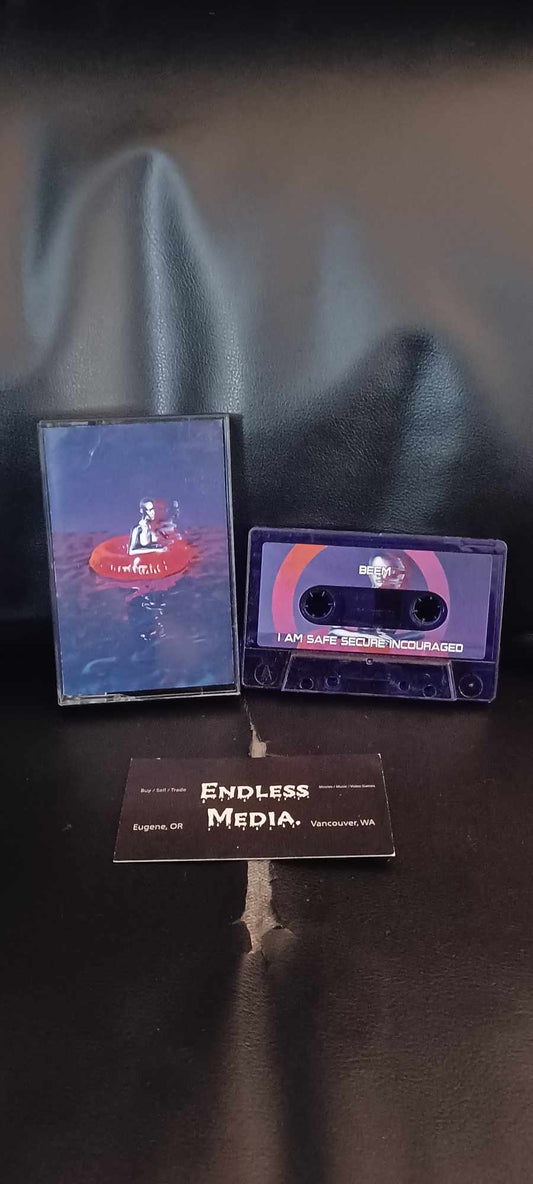 BEEM
I AM SAFE SECURE INCOURAGED
A
Buy / Sell / Trade
ENDLESS
MEDIA.
Movies / Music / Video Games
Eugene, OR
Vancouver, WA